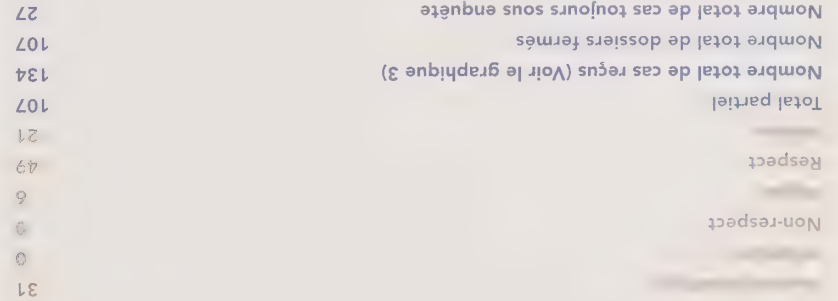 31
0
Non-respect
6
Respect 49
21
Total partiel 107
Nombre total de cas reçus (Voir le graphique 3) 134
Nombre total de dossiers fermés 107
Nombre total de cas toujours sous enquête 27